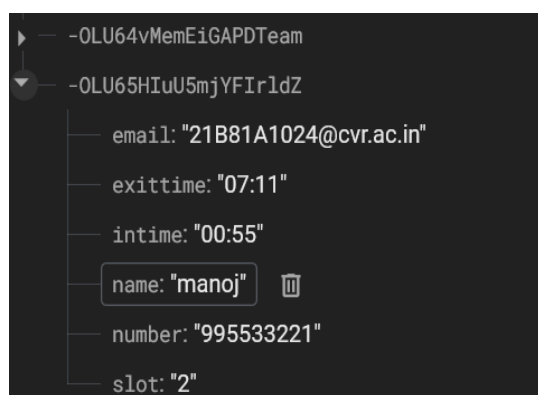 -OLU64vMemEiGAPDTeam
-OLU65HIuU5mjYFIrldZ
email: "21B81A1024@cvr.ac.in"
exittime: "07:11"
intime: "00:55"
name: "manoj"
number: "995533221"
slot: "2"